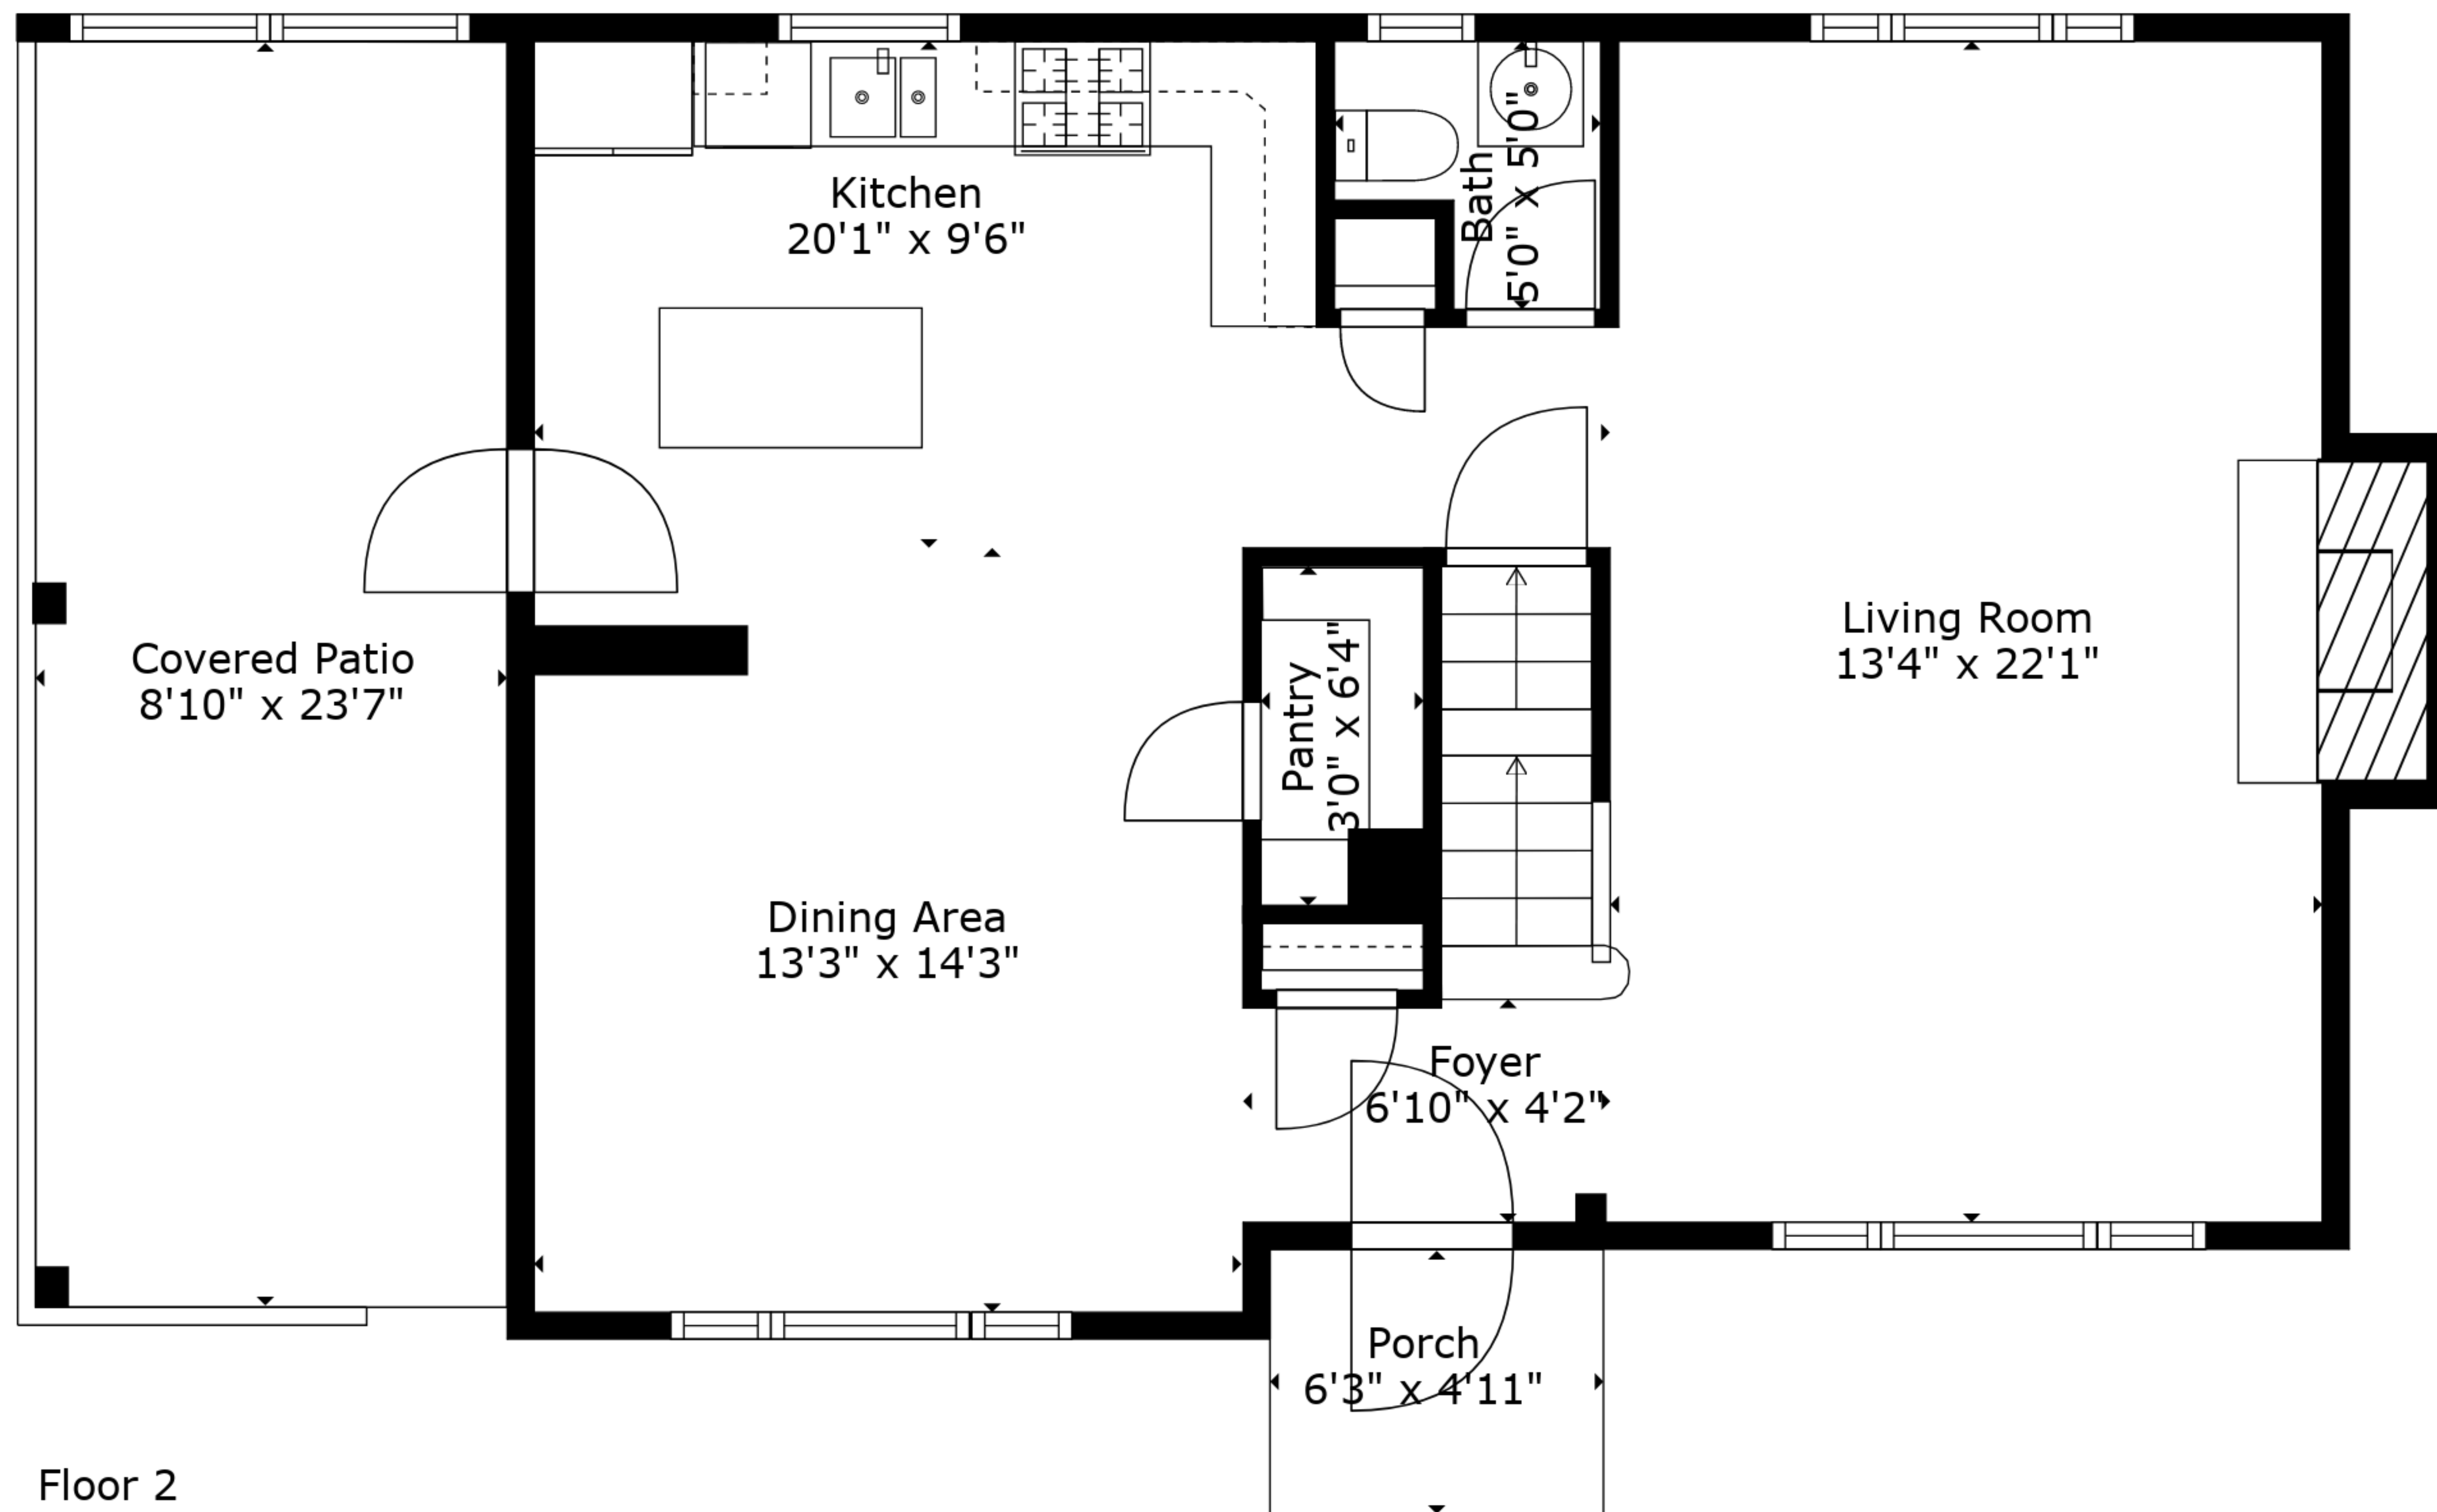 Kitchen
20'1" x 9'6"
Bath
5'0" x 5'0"
Covered Patio
8'10" x 23'7"
Pantry
3'0" x 6'4"
Living Room
13'4" x 22'1"
Dining Area
13'3" x 14'3"
Foyer
6'10" x 4'2"
Porch
6'3" x 4'11"
Floor 2